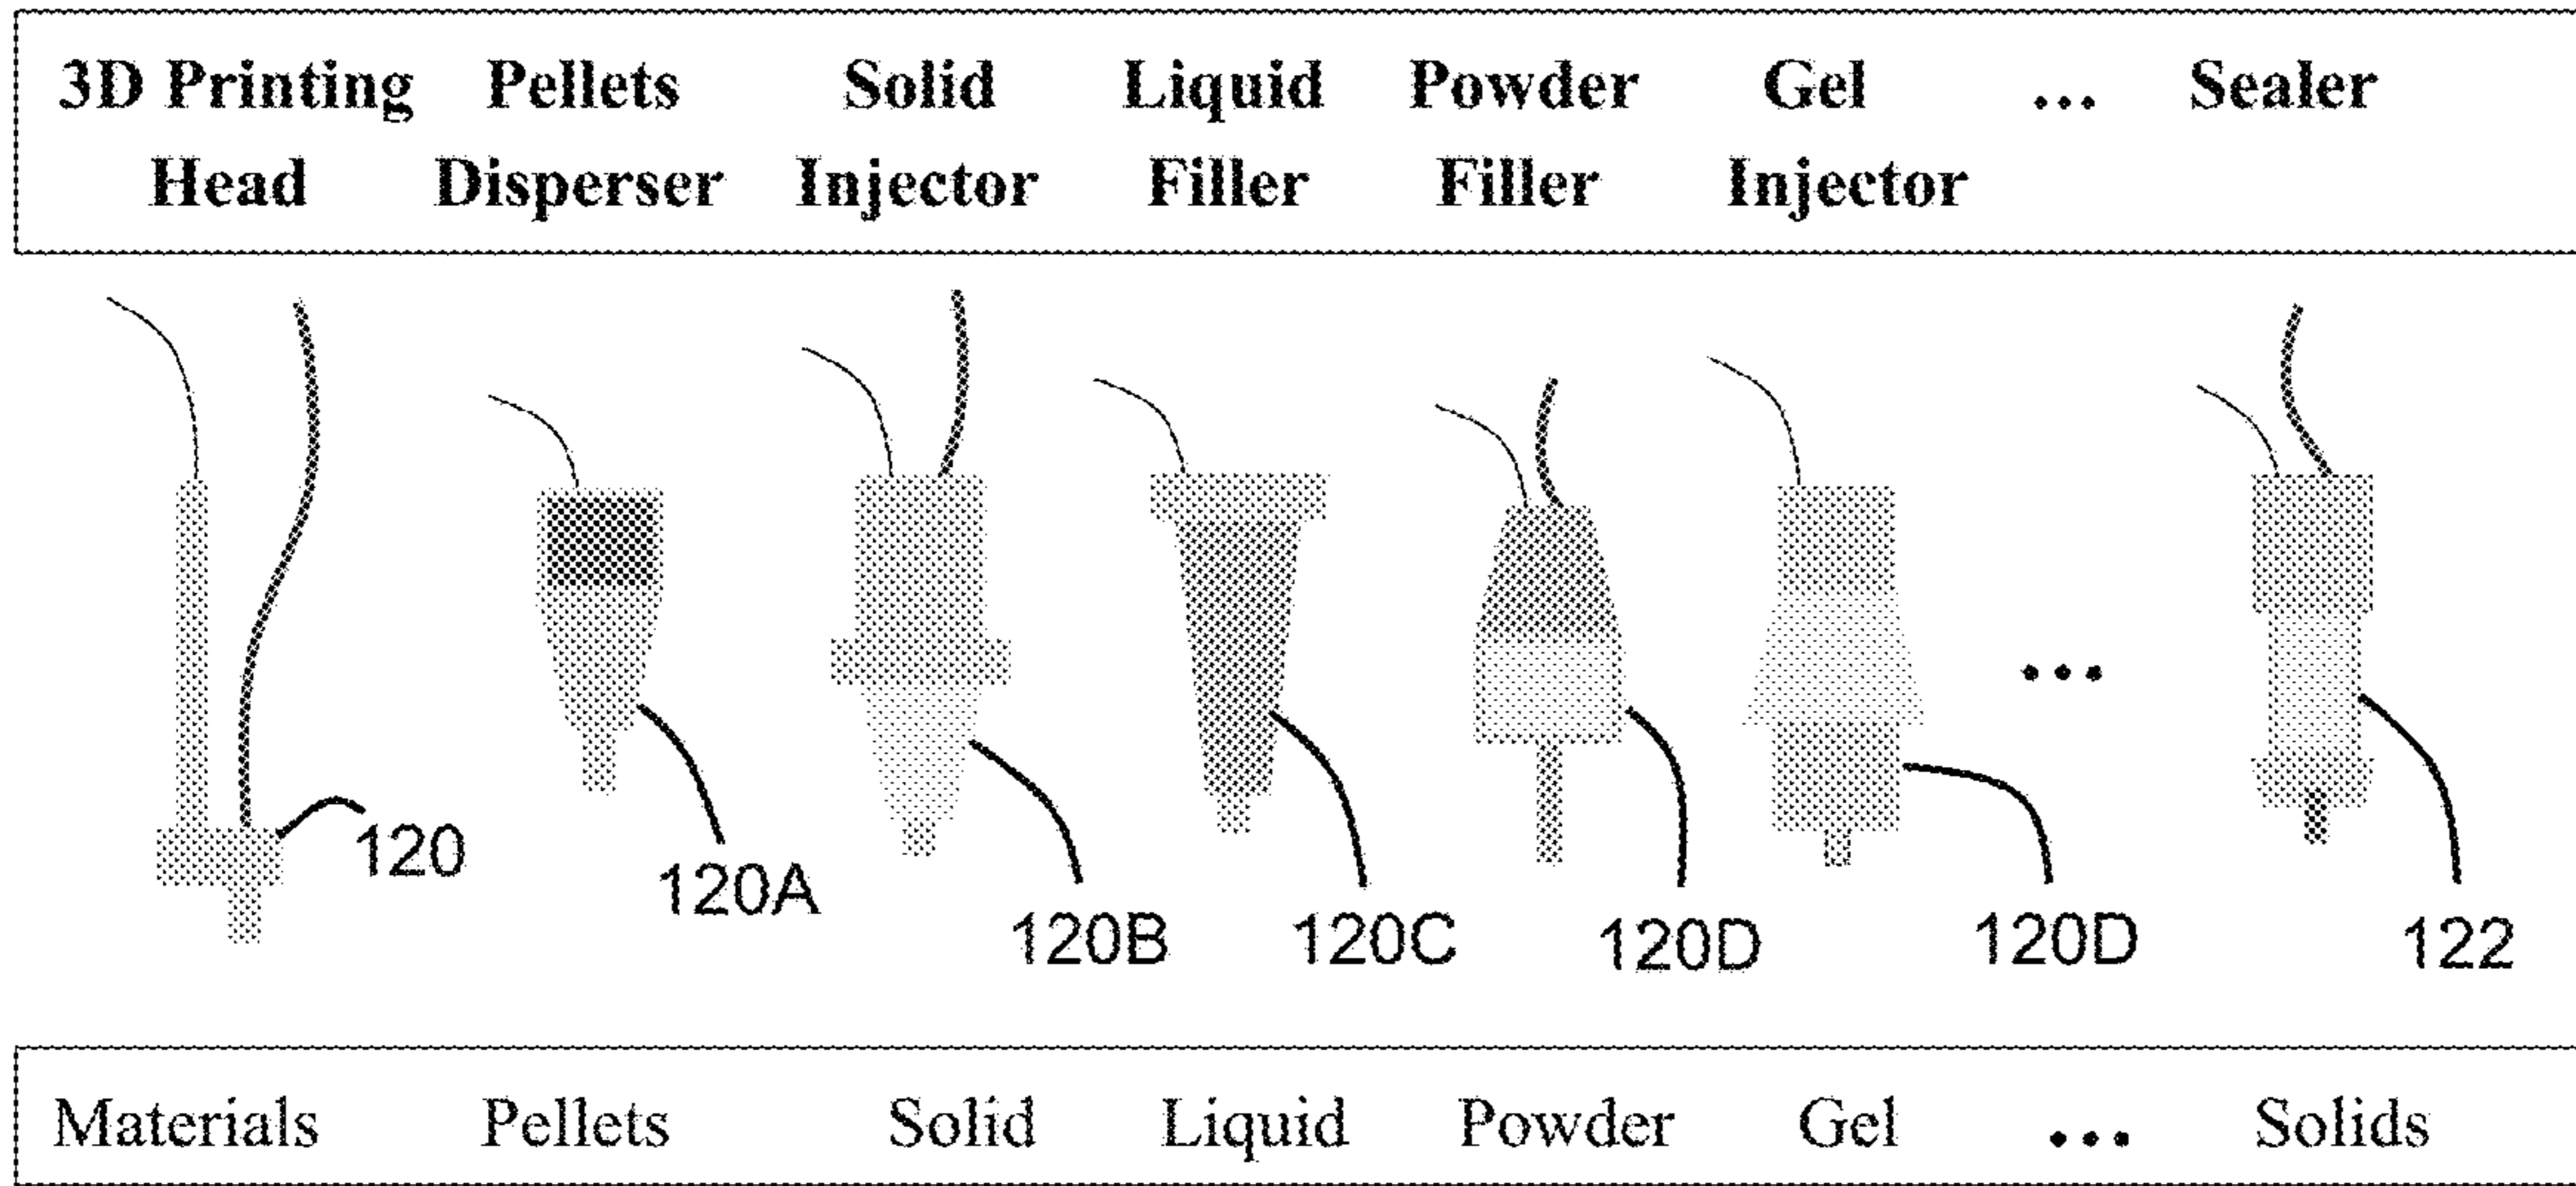 3D Printing Pellets Solid Liquid Powder Gel ... Sealer
Head Disperser Injector Filler Filler Injector
...
120
120A
120B 120C 120D 120D 122
Materials Pellets Solid Liquid Powder Gel ... Solids